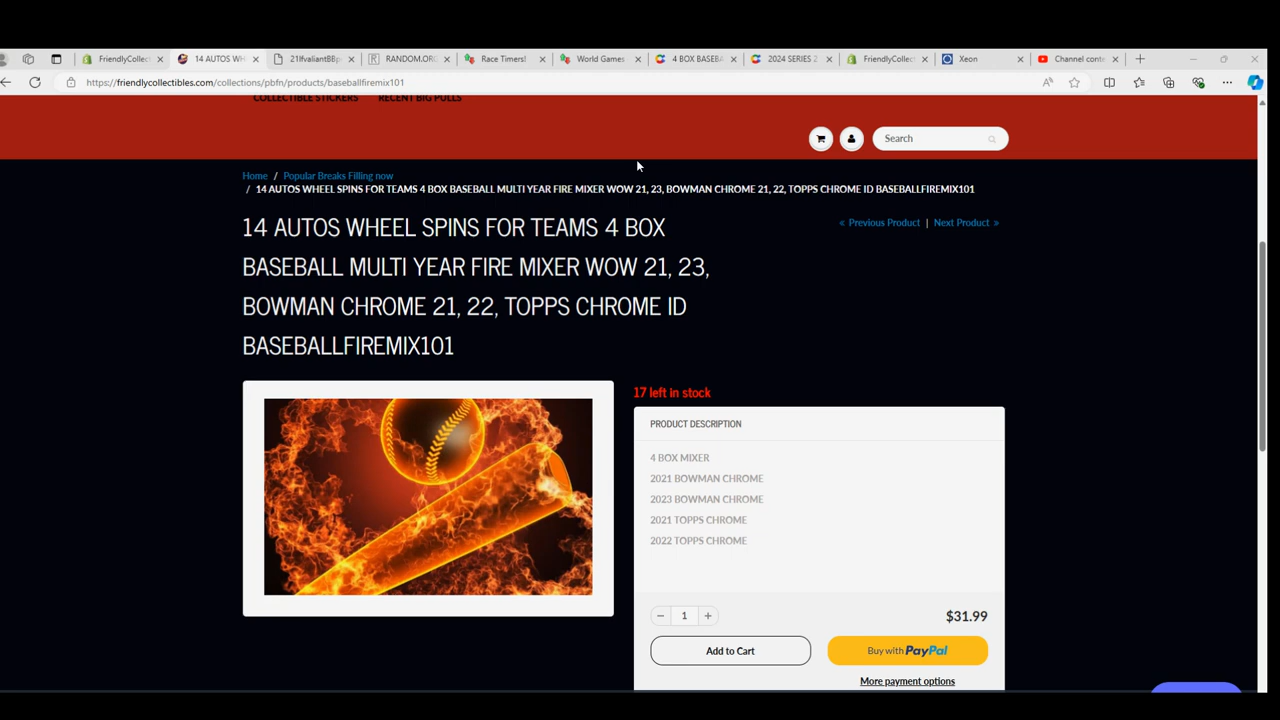 FriendlyCollec
14 AUTOS WH
21lfvaliantBBp
RANDOM.ORG
Race Timers!
World Games
4 BOX BASEBA
2024 SERIES 2
FriendlyCollect
Xeon
Channel conte
https://friendlycollectibles.com/collections/pbfn/products/baseballfiremix101
COLLECTIBLE STICKERS RECENT BIG PULLS
Search
Home / Popular Breaks Filling now
/ 14 AUTOS WHEEL SPINS FOR TEAMS 4 BOX BASEBALL MULTI YEAR FIRE MIXER WOW 21, 23, BOWMAN CHROME 21, 22, TOPPS CHROME ID BASEBALLFIREMIX101
« Previous Product | Next Product »
14 AUTOS WHEEL SPINS FOR TEAMS 4 BOX
BASEBALL MULTI YEAR FIRE MIXER WOW 21, 23,
BOWMAN CHROME 21, 22, TOPPS CHROME ID
BASEBALLFIREMIX101
17 left in stock
PRODUCT DESCRIPTION
4 BOX MIXER
2021 BOWMAN CHROME
2023 BOWMAN CHROME
2021 TOPPS CHROME
2022 TOPPS CHROME
− 1 +
$31.99
Add to Cart
Buy with PayPal
More payment options